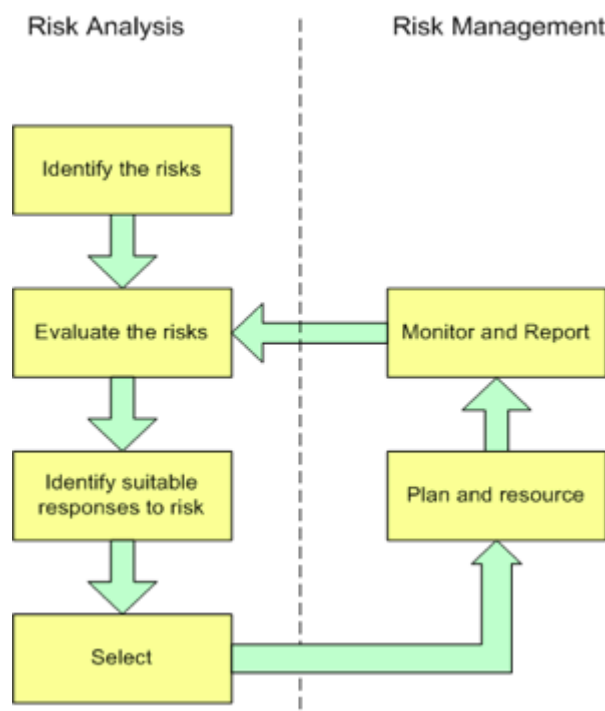 Risk Analysis
Risk Management
Identify the risks
Evaluate the risks
Monitor and Report
Identify suitable
responses to risk
Plan and resource
Select